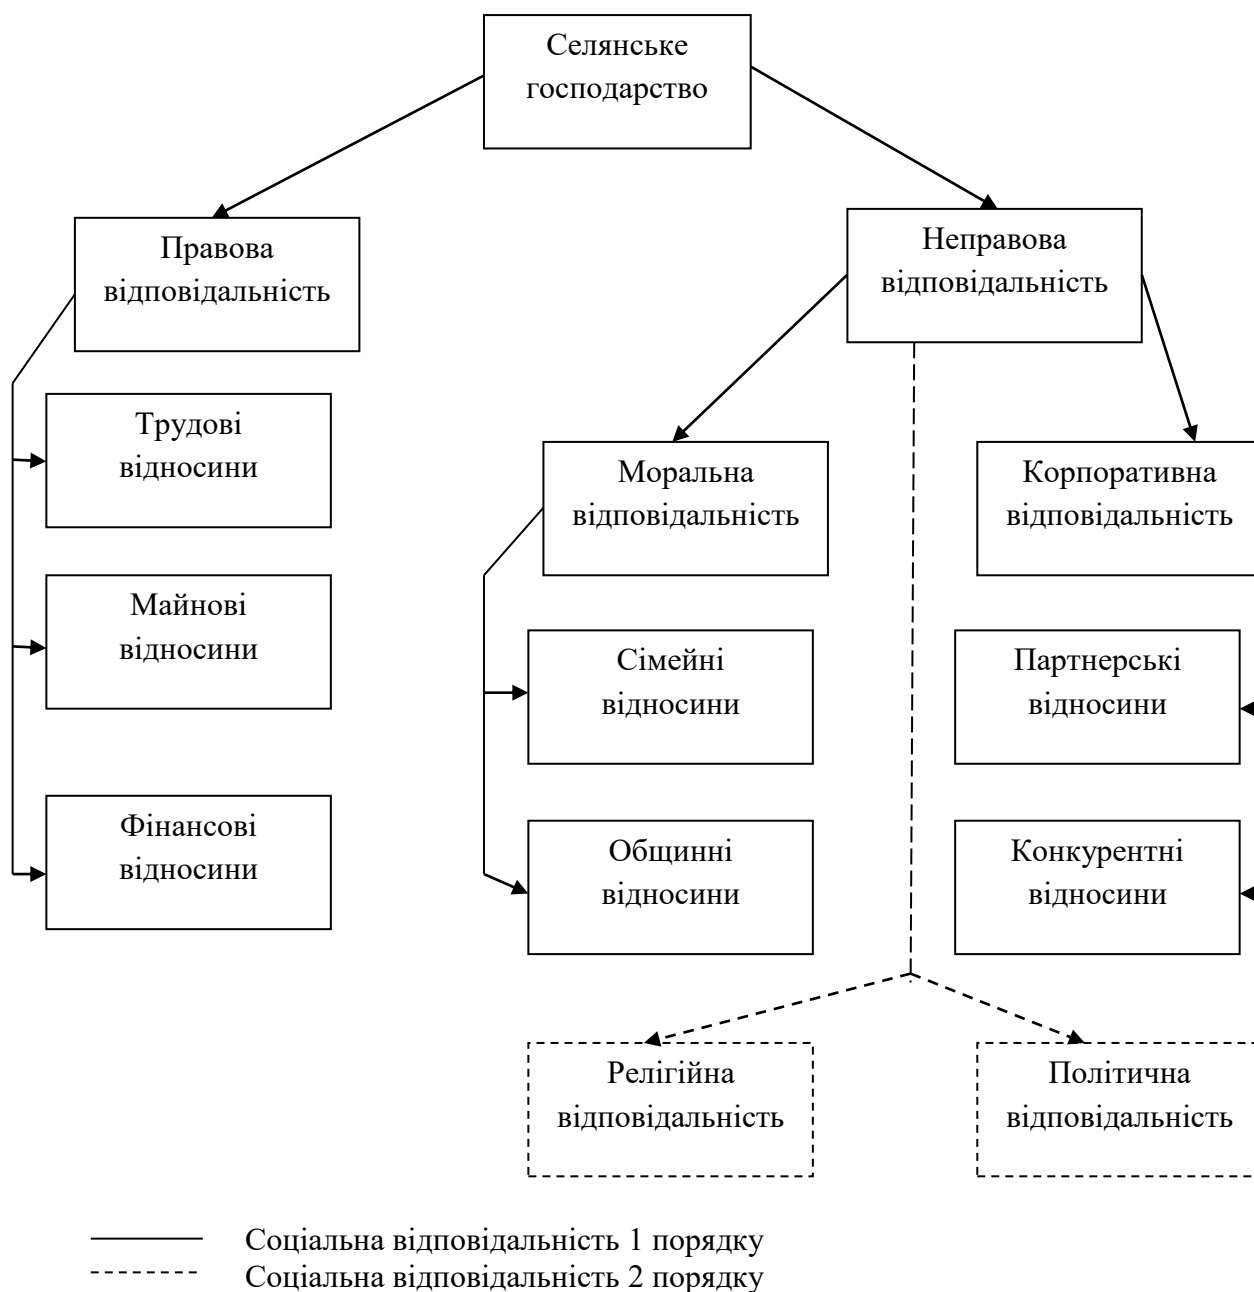 Селянське
господарство
Правова
відповідальність
Неправова
відповідальність
Трудові
відносини
Моральна
відповідальність
Корпоративна
відповідальність
Майнові
відносини
Сімейні
відносини
Партнерські
відносини
Фінансові
відносини
Общинні
відносини
Конкурентні
відносини
Релігійна
відповідальність
Політична
відповідальність
Соціальна відповідальність 1 порядку
Соціальна відповідальність 2 порядку